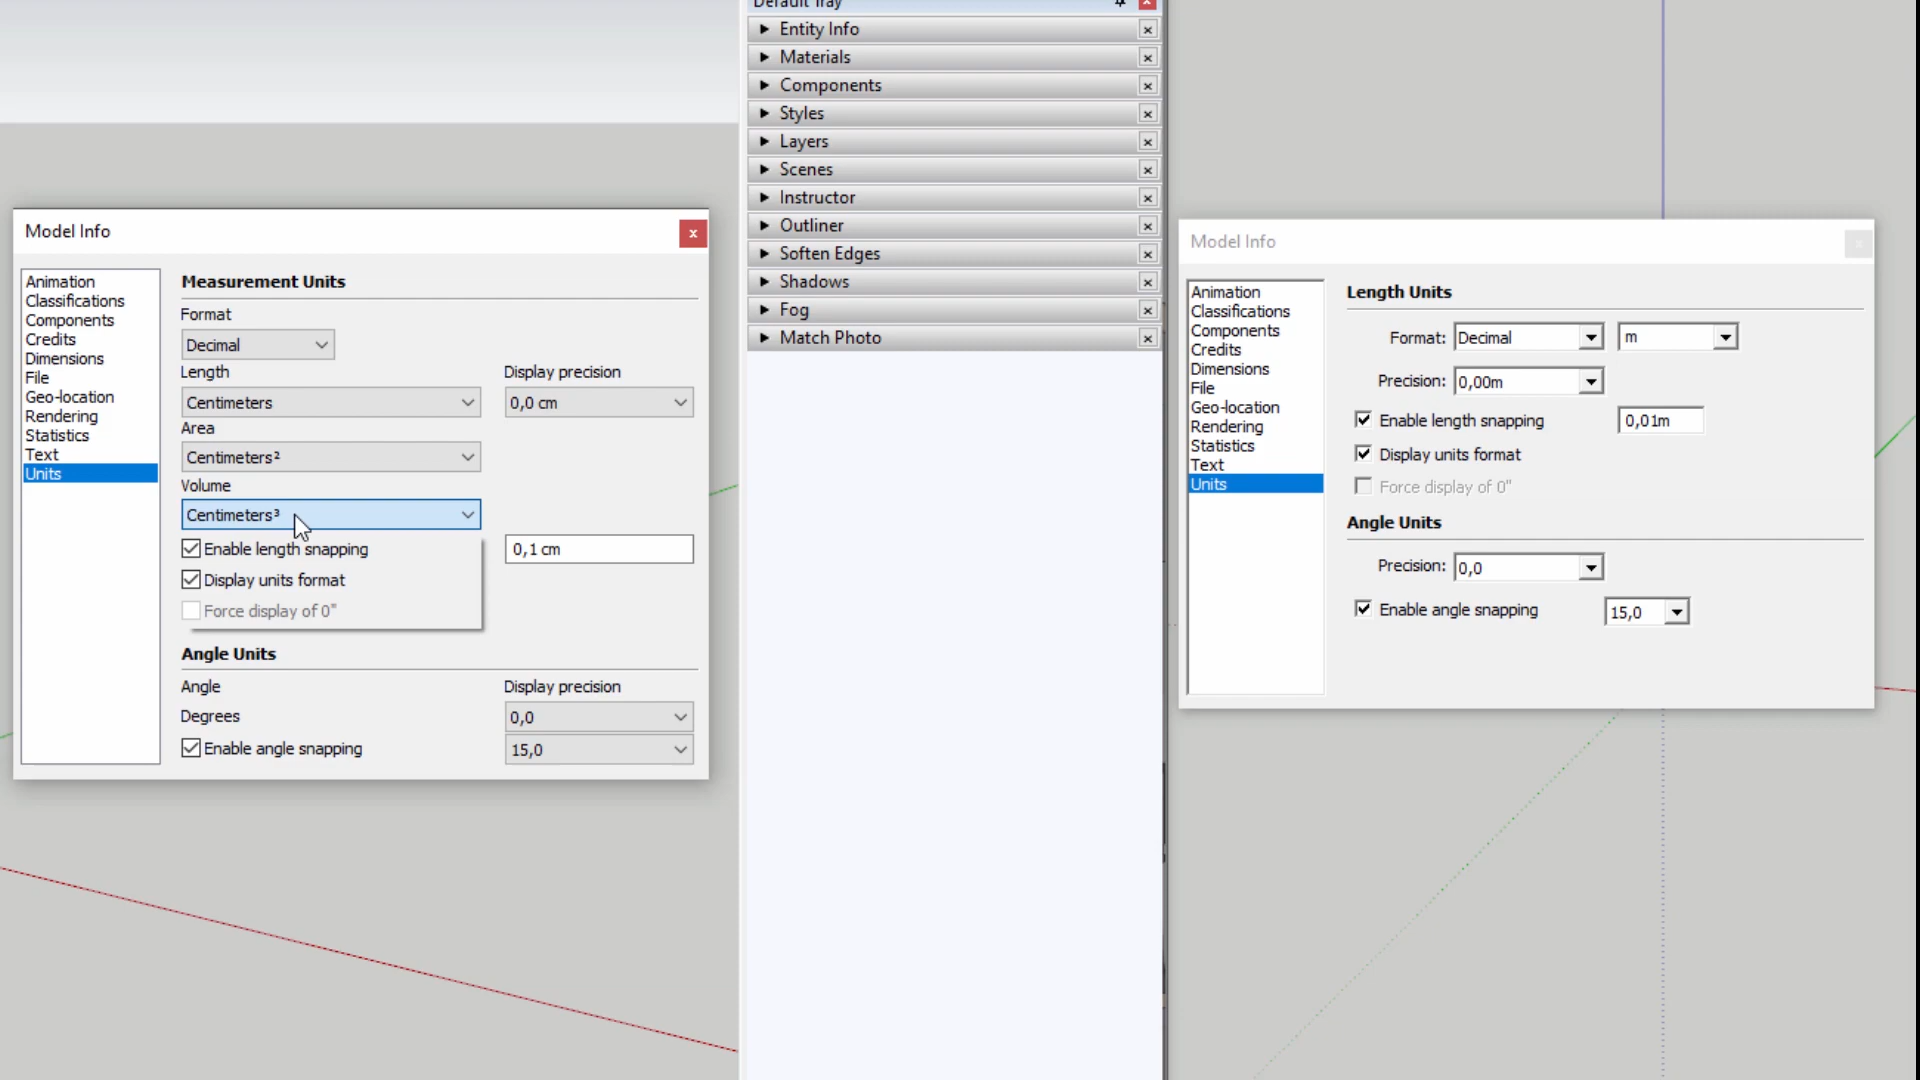 Default Tray
Entity Info
Materials
Components
Styles
Layers
Scenes
Instructor
Outliner
Soften Edges
Shadows
Fog
Match Photo
Model Info
Animation
Classifications
Components
Credits
Dimensions
File
Geo-location
Rendering
Statistics
Text
Units
Measurement Units
Format
Decimal
Length Display precision
Centimeters 0,0 cm
Area
Centimeters²
Volume
Centimeters³
Enable length snapping 0,1 cm
Display units format
Force display of 0"
Angle Units
Angle Display precision
Degrees 0,0
Enable angle snapping 15,0
Model Info
Animation
Classifications
Components
Credits
Dimensions
File
Geo-location
Rendering
Statistics
Text
Units
Length Units
Format: Decimal m
Precision: 0,00m
Enable length snapping 0,01m
Display units format
Force display of 0"
Angle Units
Precision: 0,0
Enable angle snapping 15,0